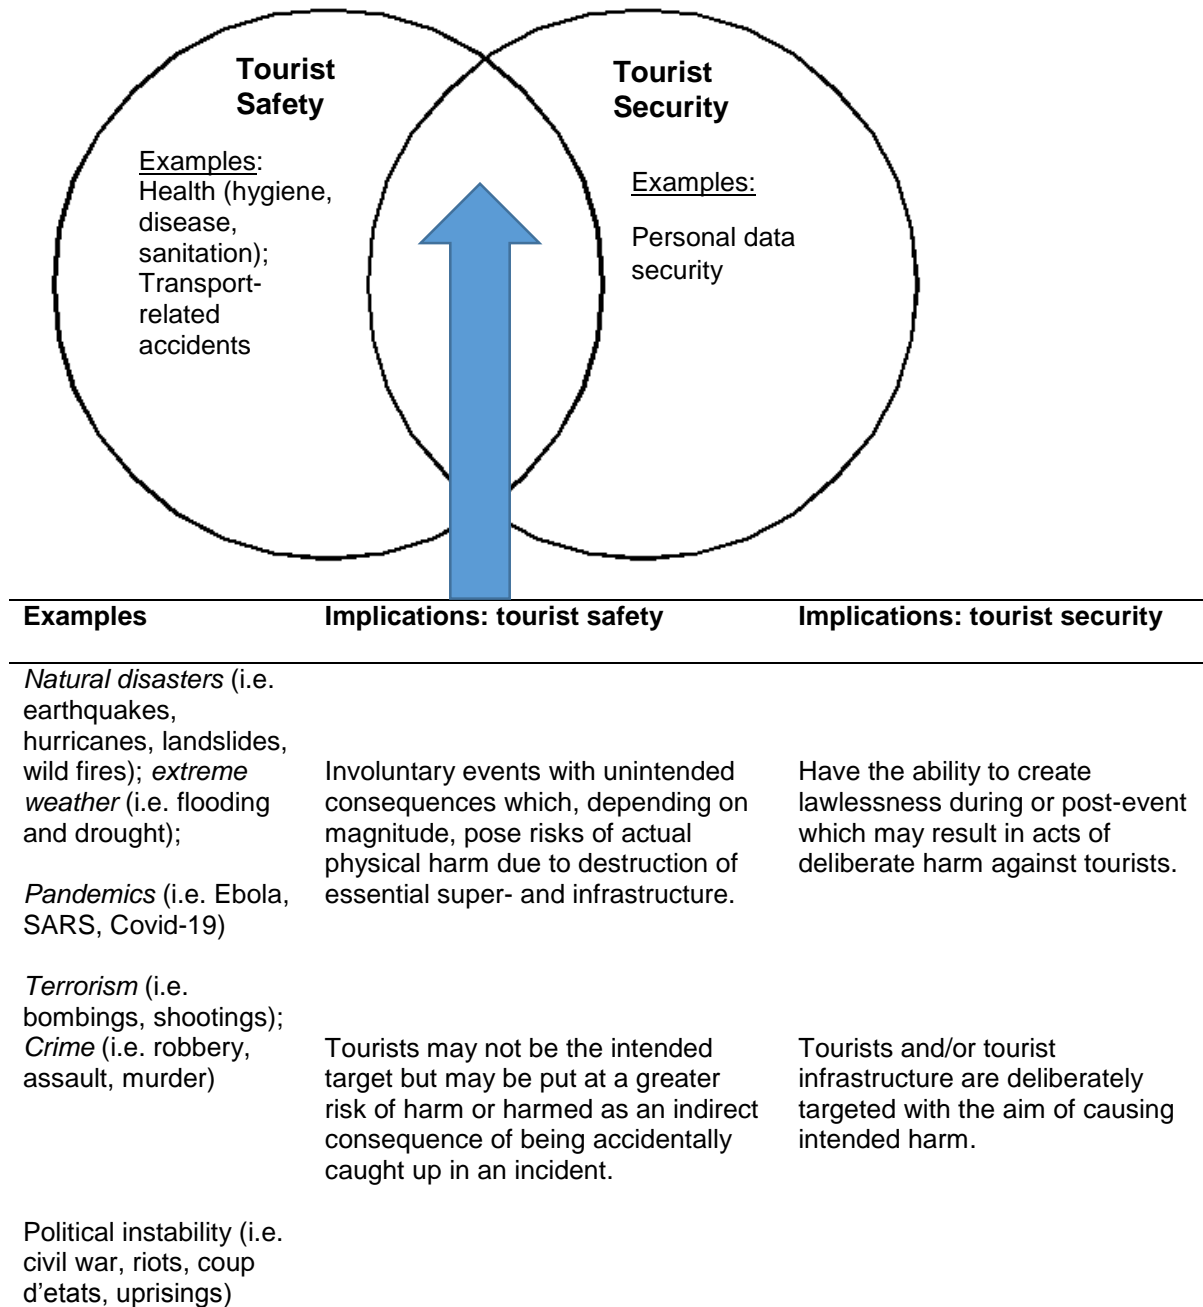 Tourist
Safety
Examples:
Health (hygiene,
disease,
sanitation);
Transport-
related
accidents
Tourist
Security
Examples:
Personal data
security
Examples
Implications: tourist safety
Implications: tourist security
Natural disasters (i.e.
earthquakes,
hurricanes, landslides,
wild fires); extreme
weather (i.e. flooding
and drought);
Pandemics (i.e. Ebola,
SARS, Covid-19)
Involuntary events with unintended
consequences which, depending on
magnitude, pose risks of actual
physical harm due to destruction of
essential super- and infrastructure.
Have the ability to create
lawlessness during or post-event
which may result in acts of
deliberate harm against tourists.
Terrorism (i.e.
bombings, shootings);
Crime (i.e. robbery,
assault, murder)
Tourists may not be the intended
target but may be put at a greater
risk of harm or harmed as an indirect
consequence of being accidentally
caught up in an incident.
Tourists and/or tourist
infrastructure are deliberately
targeted with the aim of causing
intended harm.
Political instability (i.e.
civil war, riots, coup
d’etats, uprisings)